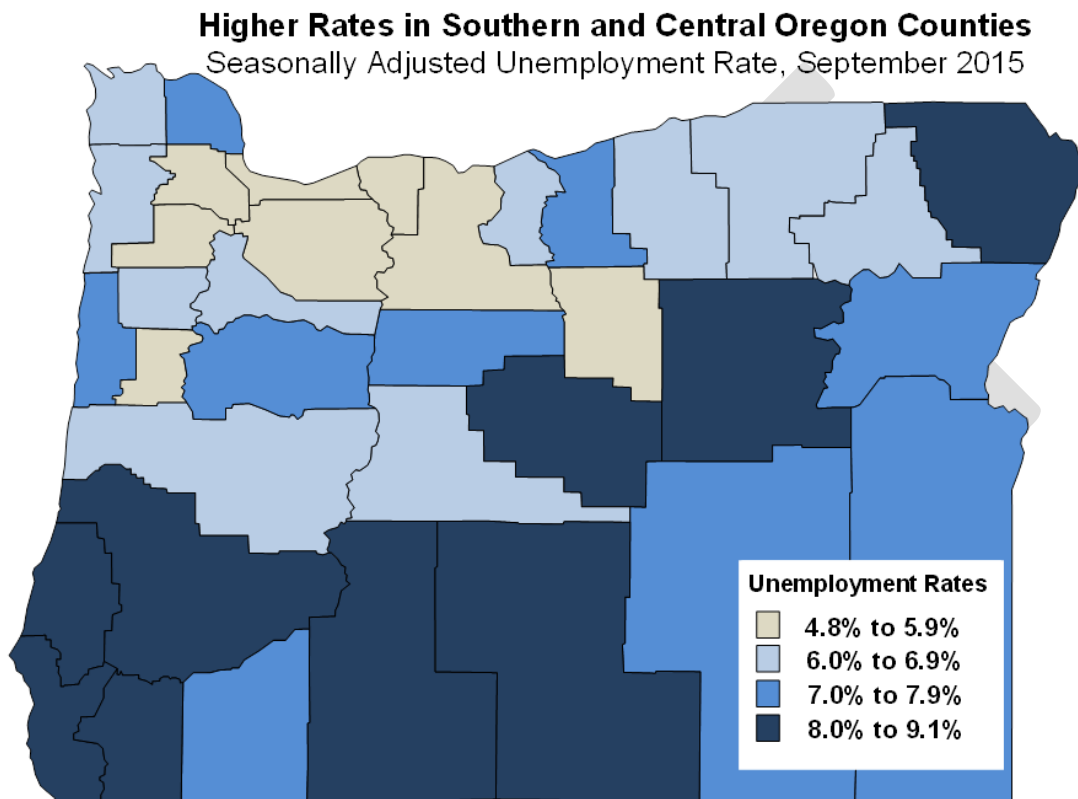 Higher Rates in Southern and Central Oregon Counties
Seasonally Adjusted Unemployment Rate, September 2015
Unemployment Rates
4.8% to 5.9%
6.0% to 6.9%
7.0% to 7.9%
8.0% to 9.1%